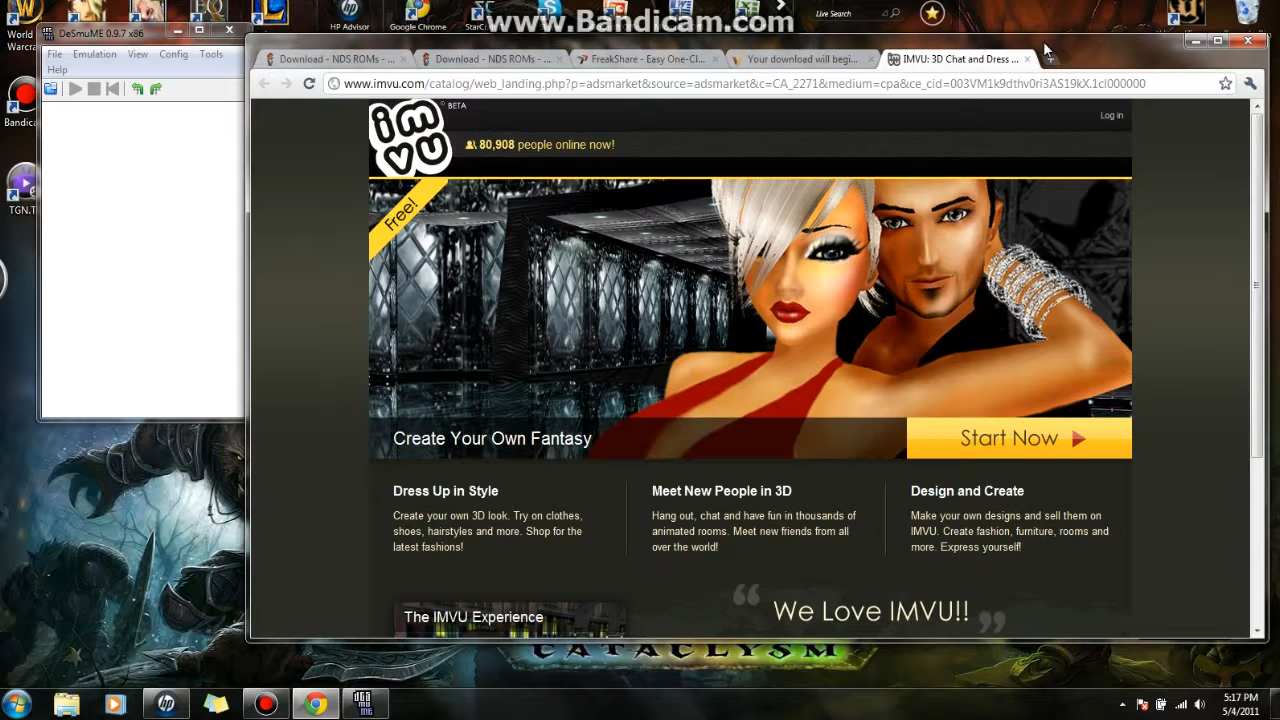 www.Bandicam.com
World
Warcra
HP Advisor
Google Chrome
StarCr
Live Search
DeSmuME 0.9.7 x86
File Emulation View Config Tools
Help
Bandica
TGN.T
Download - NDS ROMs - ...
Download - NDS ROMs - ...
FreakShare - Easy One-Cl...
Your download will begi...
IMVU: 3D Chat and Dress ...
www.imvu.com/catalog/web_landing.php?p=adsmarket&source=adsmarket&c=CA_2271&medium=cpa&ce_cid=003VM1k9dthv0ri3AS19kX.1cl000000
imvu
BETA
Log in
80,908 people online now!
Free!
Create Your Own Fantasy
Start Now
Dress Up in Style
Create your own 3D look. Try on clothes,
shoes, hairstyles and more. Shop for the
latest fashions!
Meet New People in 3D
Hang out, chat and have fun in thousands of
animated rooms. Meet new friends from all
over the world!
Design and Create
Make your own designs and sell them on
IMVU. Create fashion, furniture, rooms and
more. Express yourself!
The IMVU Experience
“ We Love IMVU!! ”
CATACLYSM
5:17 PM
5/4/2011